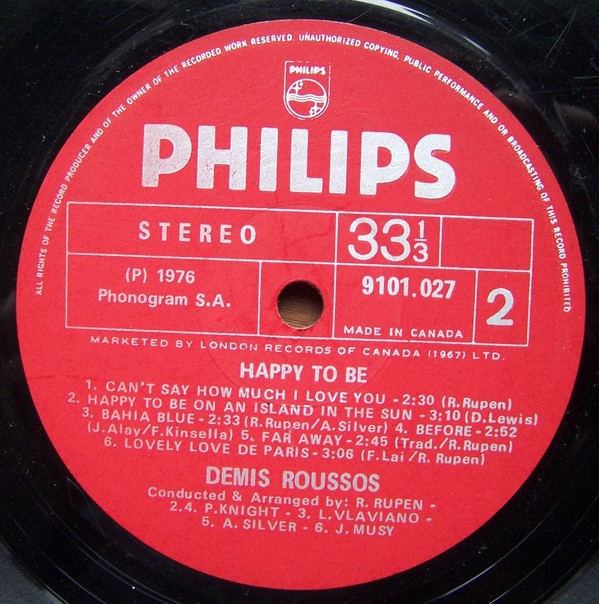 ALL RIGHTS OF THE RECORD PRODUCER AND OF THE OWNER OF THE RECORDED WORK RESERVED. UNAUTHORIZED COPYING, PUBLIC PERFORMANCE AND/OR BROADCASTING OF THIS RECORD PROHIBITED
PHILIPS
PHILIPS
STEREO
33 1/3
(P) 1976
Phonogram S.A.
9101.027
2
MADE IN CANADA
MARKETED BY LONDON RECORDS OF CANADA (1967) LTD.
HAPPY TO BE
1. CAN'T SAY HOW MUCH I LOVE YOU - 2:30 (R.Rupen)
2. HAPPY TO BE ON AN ISLAND IN THE SUN - 3:10 (D.Lewis)
3. BAHIA BLUE - 2:33 (R.Rupen/A.Silver) 4. BEFORE - 2:52
(J.Alay/F.Kinsella) 5. FAR AWAY - 2:45 (Trad./R.Rupen)
6. LOVELY LOVE DE PARIS - 3:06 (F.Lai/R. Rupen)
DEMIS ROUSSOS
Conducted & Arranged by: R. RUPEN -
2.4. P.KNIGHT - 3. L.VLAVIANO -
5. A. SILVER - 6. J. MUSY